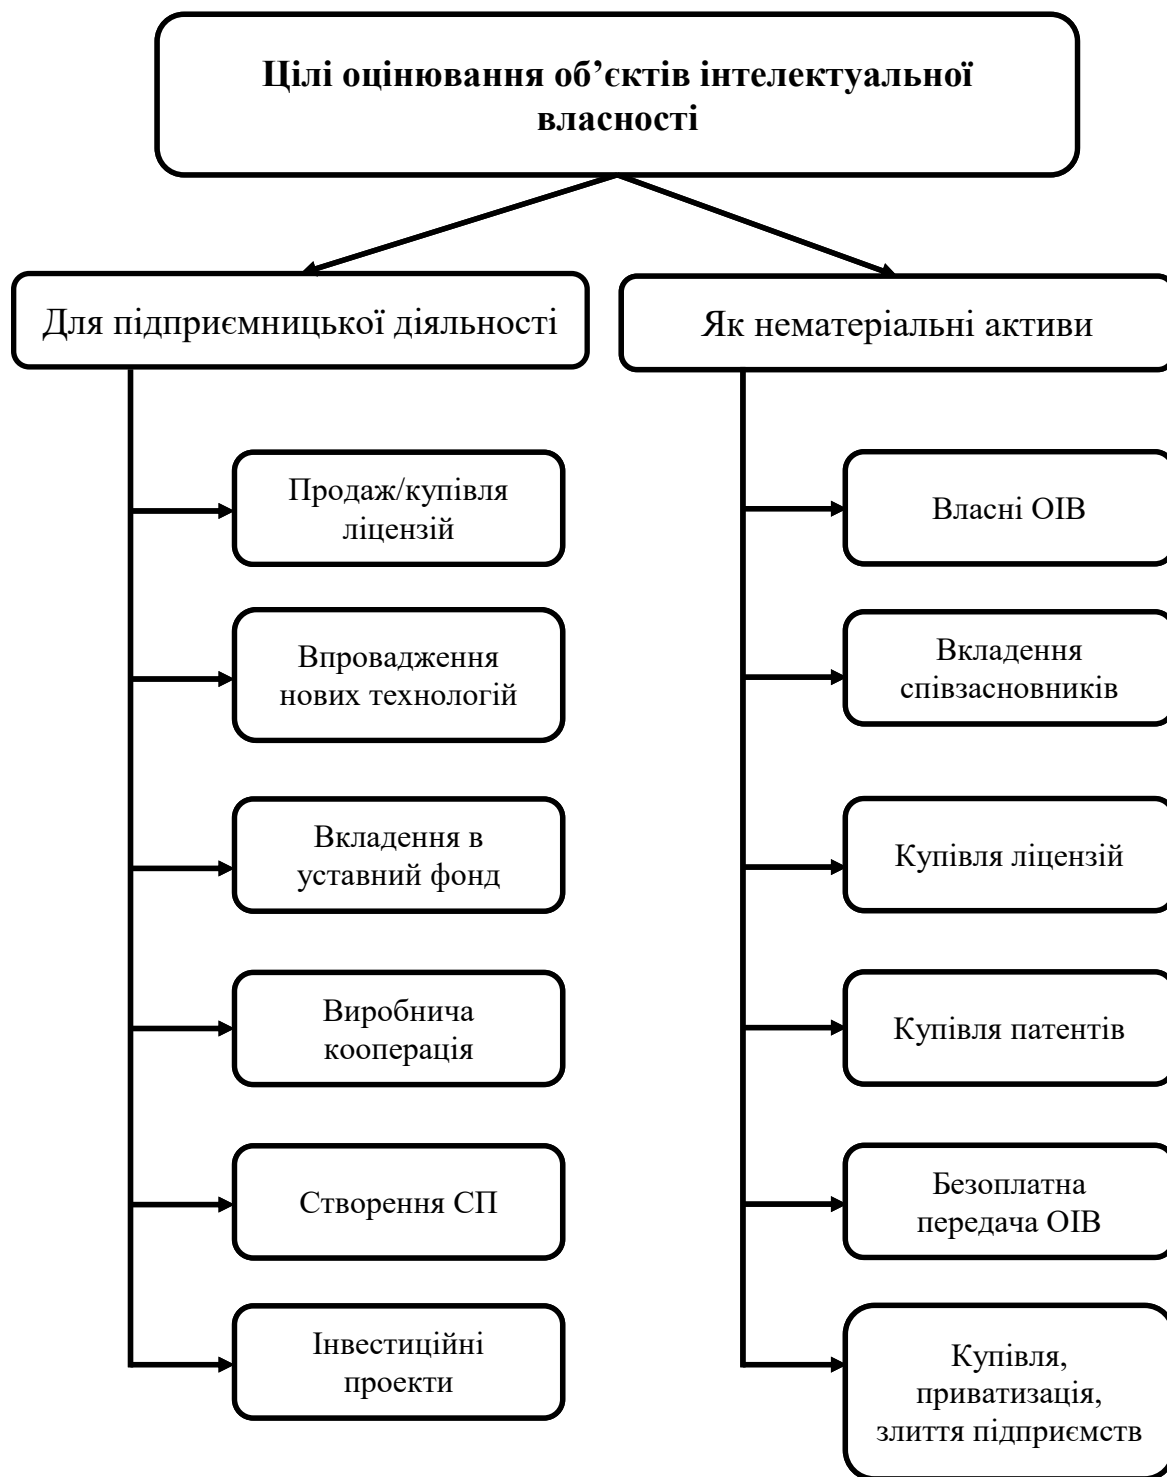 Цілі оцінювання об’єктів інтелектуальної
власності
Для підприємницької діяльності
Продаж/купівля
ліцензій
Впровадження
нових технологій
Вкладення в
уставний фонд
Виробнича
кооперація
Створення СП
Інвестиційні
проекти
Як нематеріальні активи
Власні ОІВ
Вкладення
співзасновників
Купівля ліцензій
Купівля патентів
Безоплатна
передача ОІВ
Купівля,
приватизація,
злиття підприємств